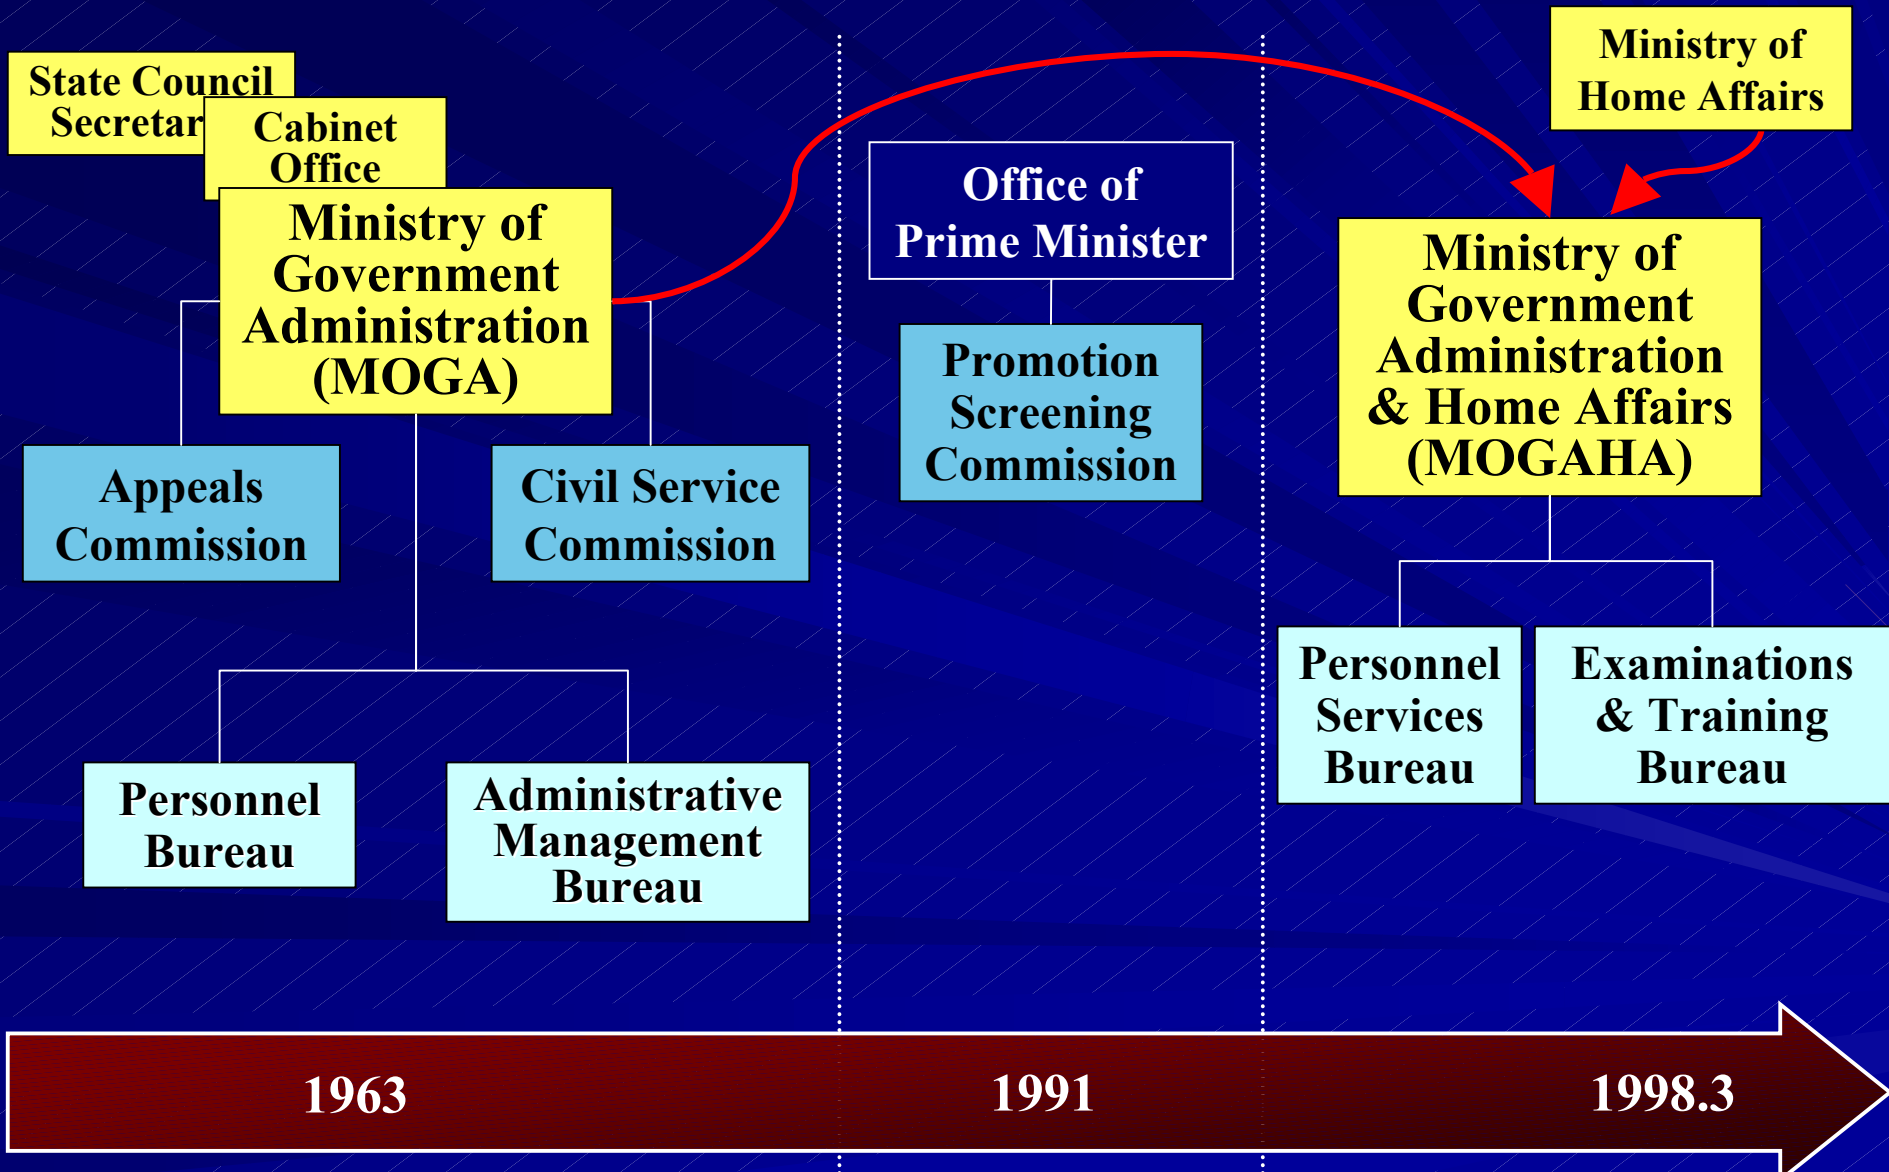 State Council
Secretar
Cabinet
Office
Ministry of
Government
Administration
(MOGA)
Appeals
Commission
Civil Service
Commission
Personnel
Bureau
Administrative
Management
Bureau
Office of
Prime Minister
Promotion
Screening
Commission
Ministry of
Home Affairs
Ministry of
Government
Administration
& Home Affairs
(MOGAHA)
Personnel
Services
Bureau
Examinations
& Training
Bureau
1963
1991
1998.3